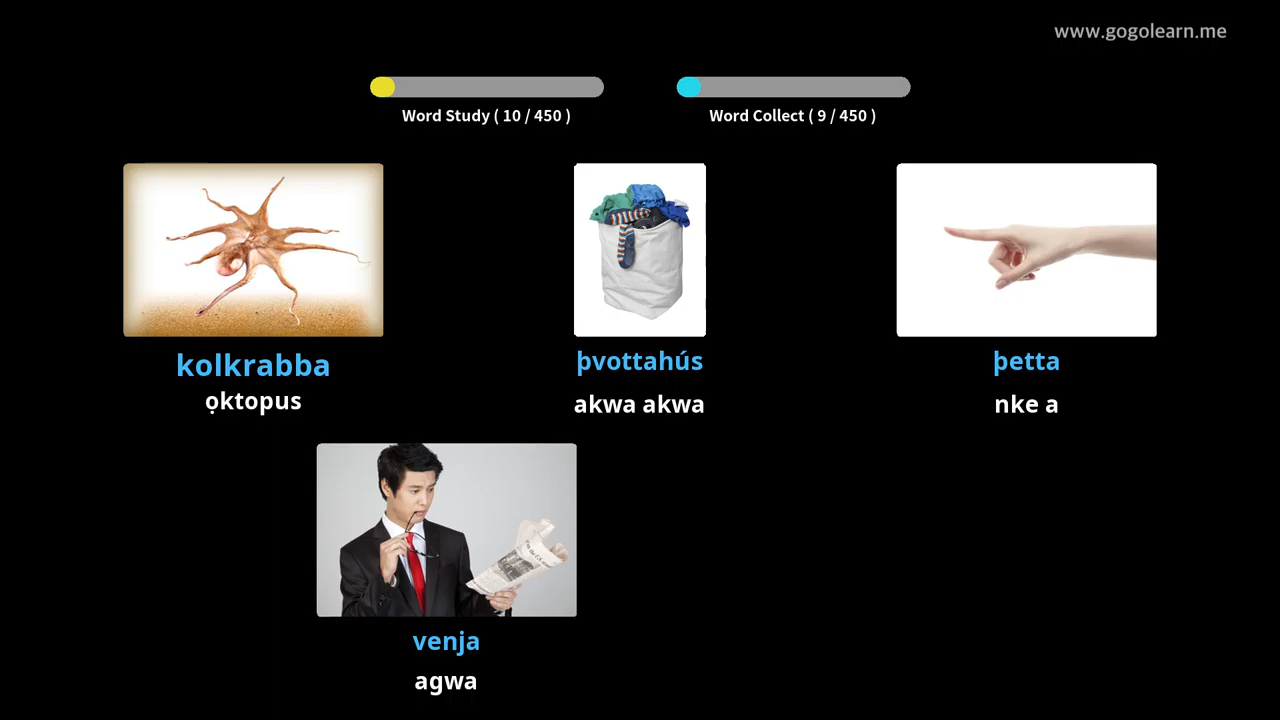 www.gogolearn.me
Word Study ( 10 / 450 )
Word Collect ( 9 / 450 )
kolkrabba
ọktopus
þvottahús
akwa akwa
þetta
nke a
venja
agwa